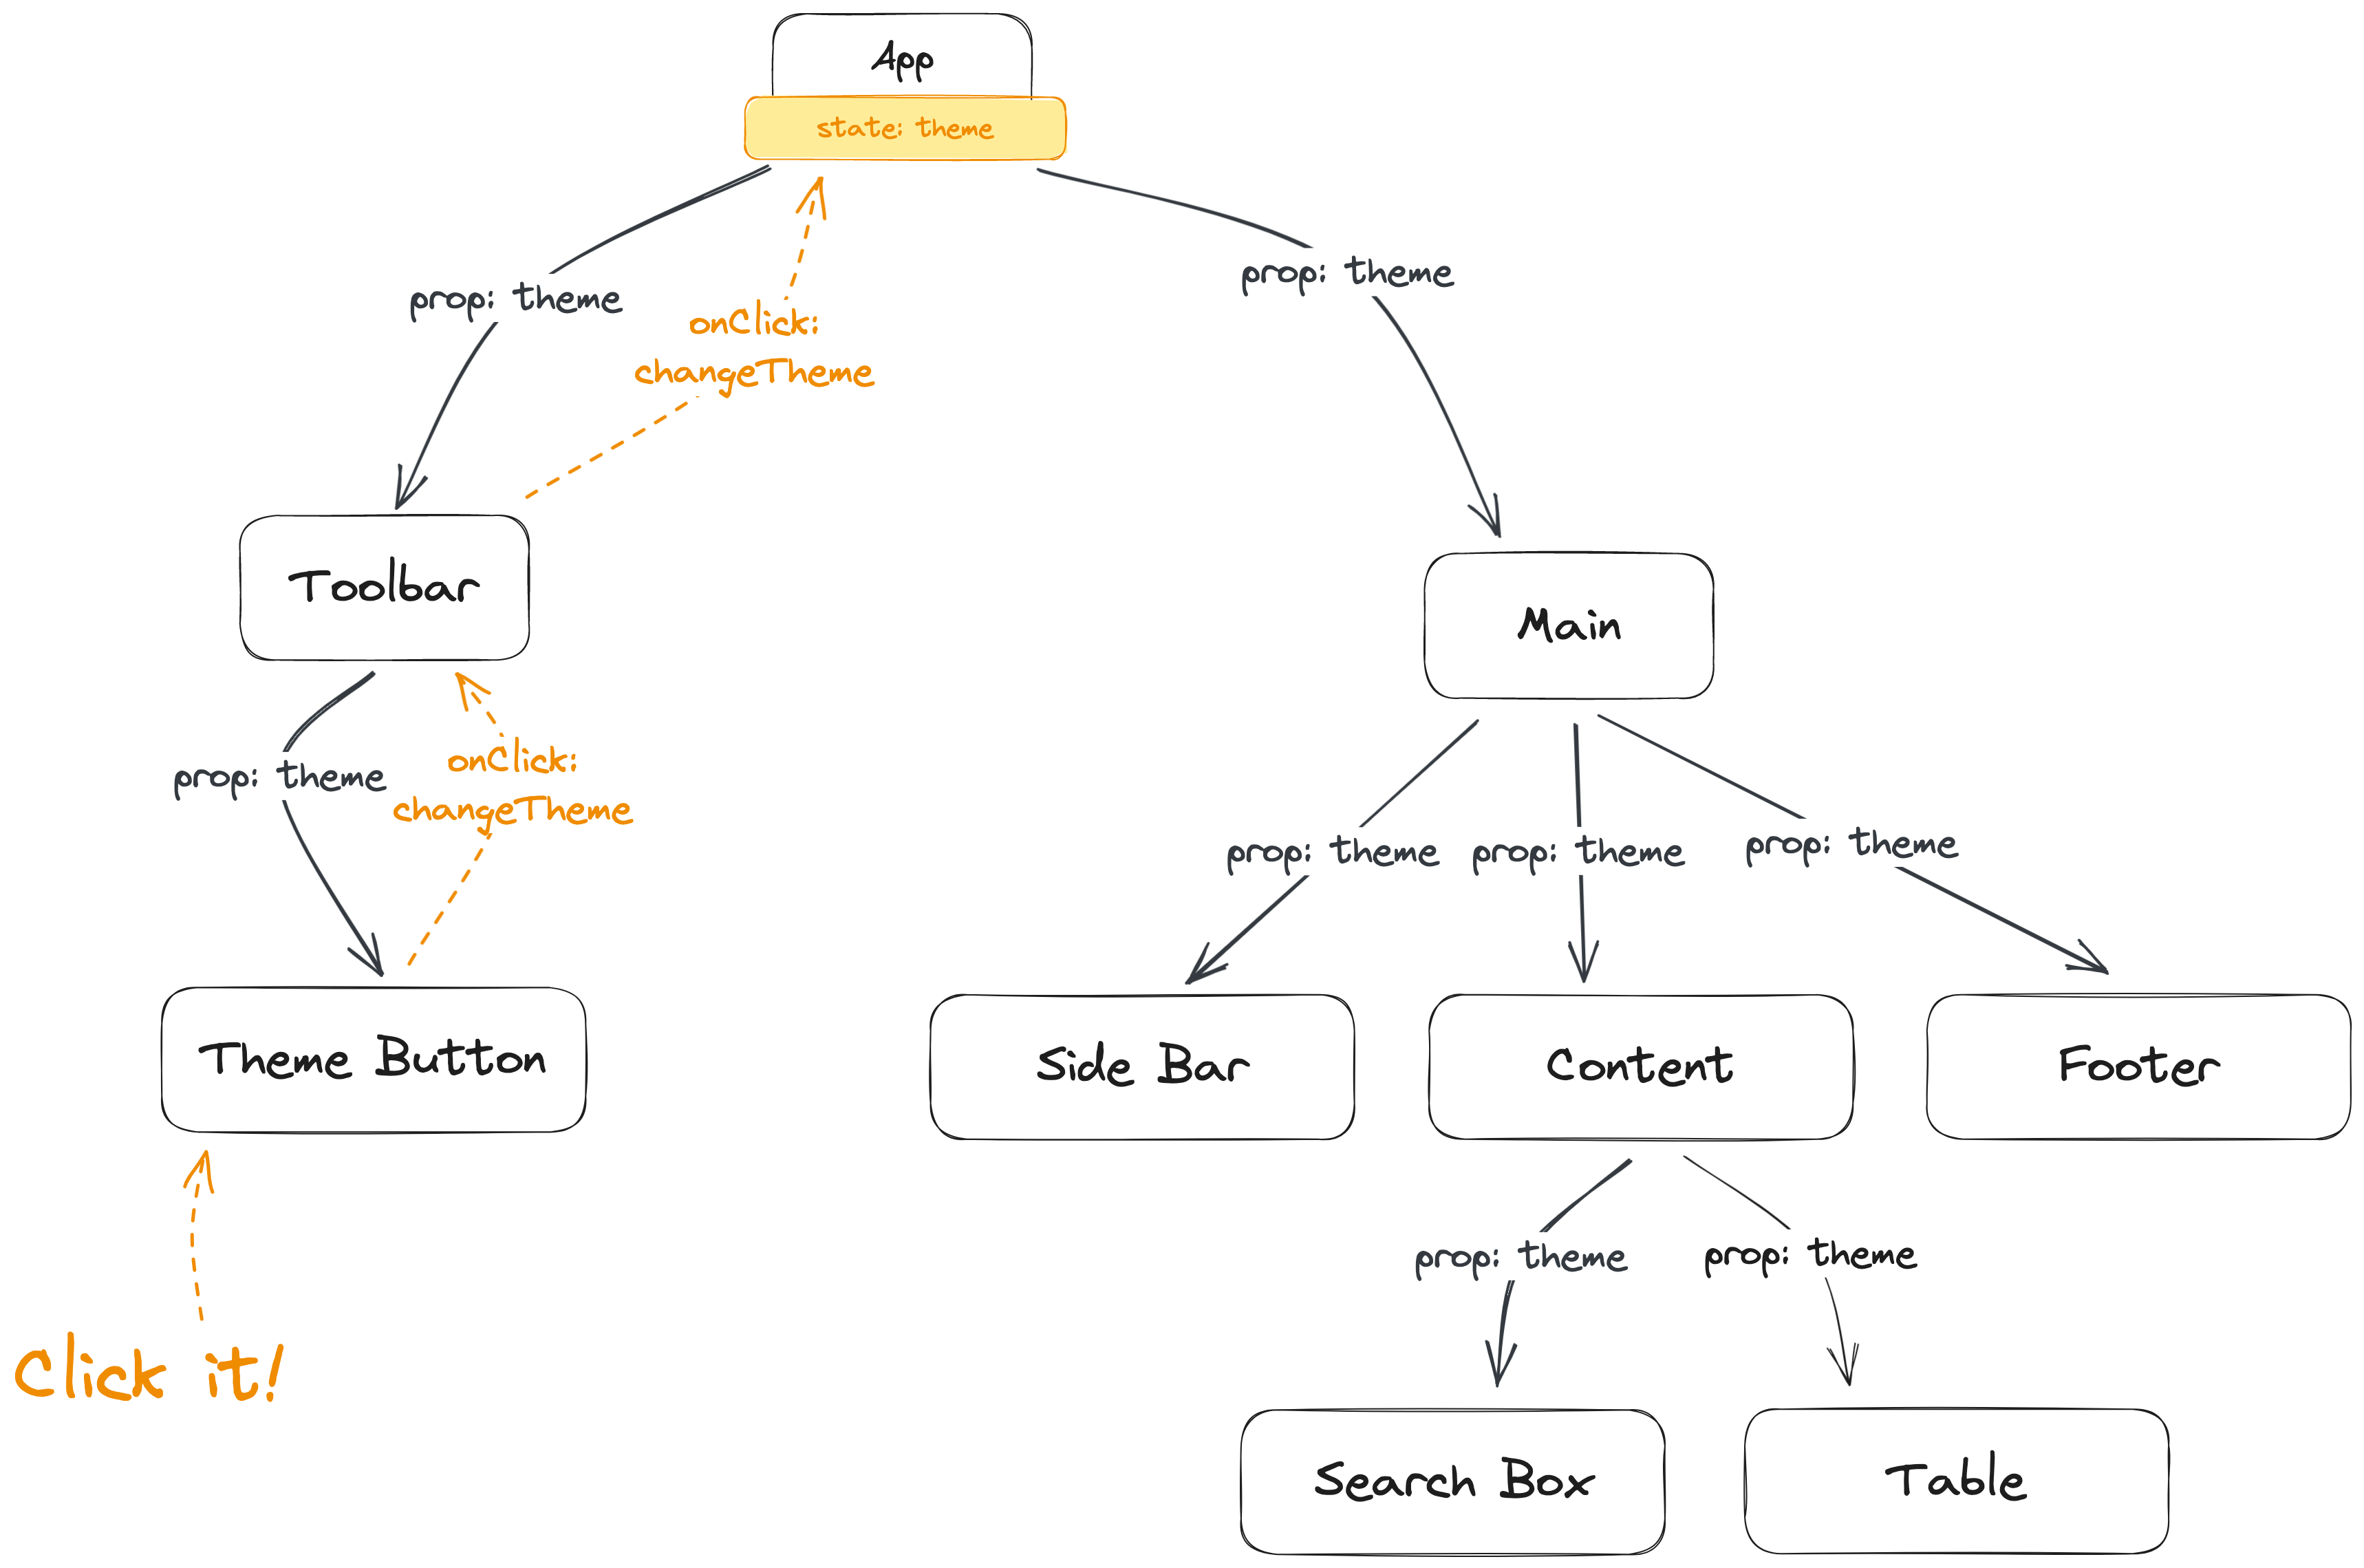 App
state: theme
prop: theme
prop: theme
onClick:
changeTheme
Toolbar
Main
prop: theme
onClick:
changeTheme
prop: theme
prop: theme
prop: theme
Theme Button
Side Bar
Content
Footer
prop: theme
prop: theme
Click it!
Search Box
Table